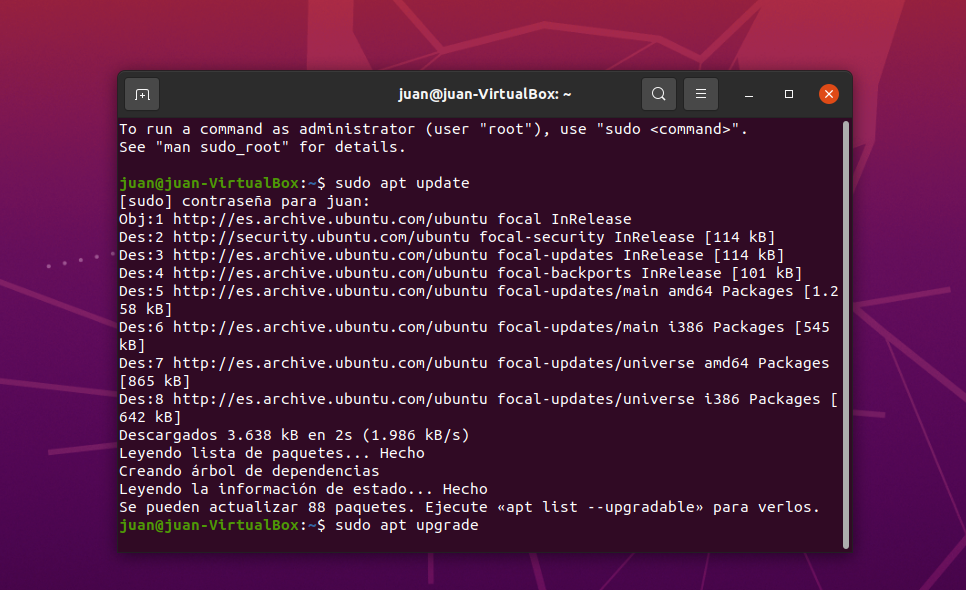 juan@juan-VirtualBox: ~
To run a command as administrator (user "root"), use "sudo <command>".
See "man sudo_root" for details.
juan@juan-VirtualBox:~$ sudo apt update
[sudo] contraseña para juan:
Obj:1 http://es.archive.ubuntu.com/ubuntu focal InRelease
Des:2 http://security.ubuntu.com/ubuntu focal-security InRelease [114 kB]
Des:3 http://es.archive.ubuntu.com/ubuntu focal-updates InRelease [114 kB]
Des:4 http://es.archive.ubuntu.com/ubuntu focal-backports InRelease [101 kB]
Des:5 http://es.archive.ubuntu.com/ubuntu focal-updates/main amd64 Packages [1.2
58 kB]
Des:6 http://es.archive.ubuntu.com/ubuntu focal-updates/main i386 Packages [545
kB]
Des:7 http://es.archive.ubuntu.com/ubuntu focal-updates/universe amd64 Packages
[865 kB]
Des:8 http://es.archive.ubuntu.com/ubuntu focal-updates/universe i386 Packages [
642 kB]
Descargados 3.638 kB en 2s (1.986 kB/s)
Leyendo lista de paquetes... Hecho
Creando árbol de dependencias
Leyendo la información de estado... Hecho
Se pueden actualizar 88 paquetes. Ejecute «apt list --upgradable» para verlos.
juan@juan-VirtualBox:~$ sudo apt upgrade